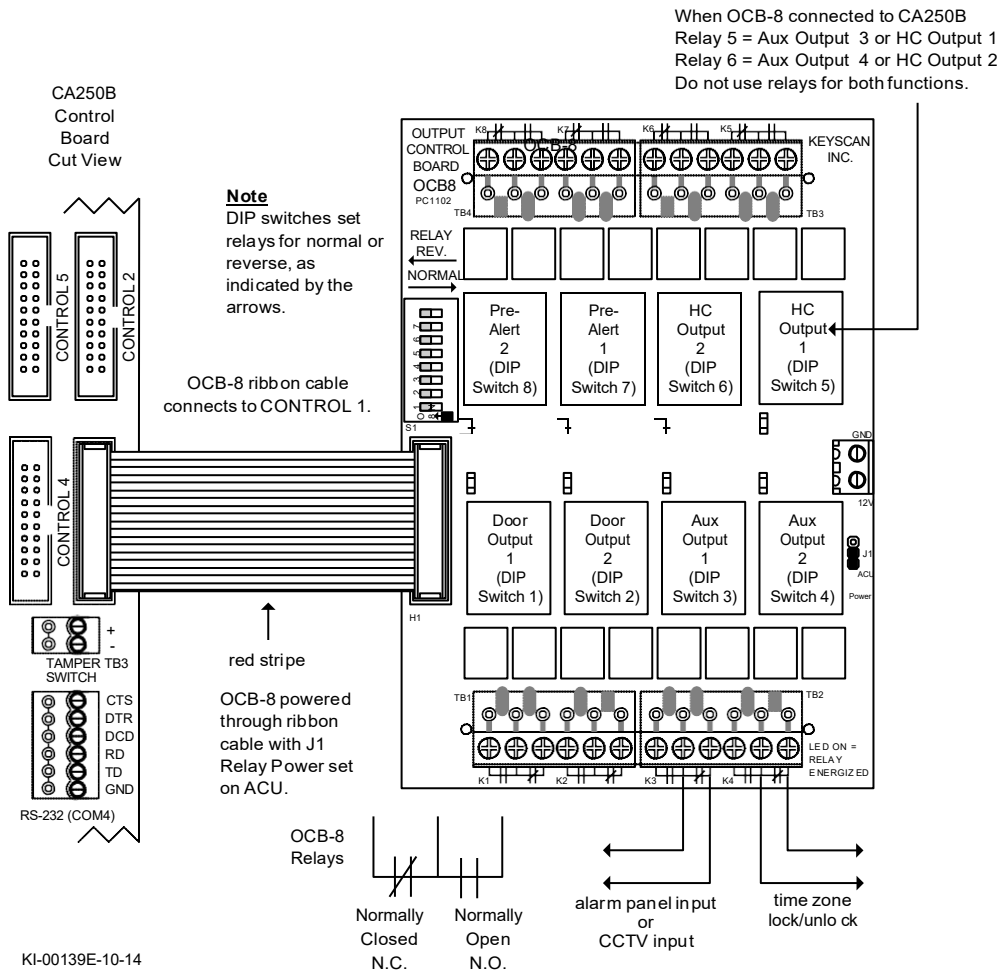 When OCB-8 connected to CA250B
Relay 5 = Aux Output 3 or HC Output 1
Relay 6 = Aux Output 4 or HC Output 2
Do not use relays for both functions.
CA250B
Control
Board
Cut View
OUTPUT
CONTROL
BOARD
OCB8
PC1102
K8
K7
OCB-8
K6
K5
KEYSCAN
INC.
TB4
TB3
Note
DIP switches set
relays for normal or
reverse, as
indicated by the
arrows.
RELAY
REV.
NORMAL
CONTROL 5
CONTROL 2
Pre-
Alert
2
(DIP
Switch 8)
Pre-
Alert
1
(DIP
Switch 7)
HC
Output
2
(DIP
Switch 6)
HC
Output
1
(DIP
Switch 5)
7
6
5
4
3
2
1
S1
OCB-8 ribbon cable
connects to CONTROL 1.
GND
12V
CONTROL 4
Door
Output
1
(DIP
Switch 1)
Door
Output
2
(DIP
Switch 2)
Aux
Output
1
(DIP
Switch 3)
Aux
Output
2
(DIP
Switch 4)
J1
ACU
Power
H1
+
-
TAMPER TB3
SWITCH
red stripe
CTS
DTR
DCD
RD
TD
GND
RS-232 (COM4)
OCB-8 powered
through ribbon
cable with J1
Relay Power set
on ACU.
TB1
TB2
LED ON =
RELAY
ENERGIZED
K1
K2
K3
K4
OCB-8
Relays
Normally
Closed
N.C.
Normally
Open
N.O.
alarm panel input
or
CCTV input
time zone
lock/unlock
KI-00139E-10-14